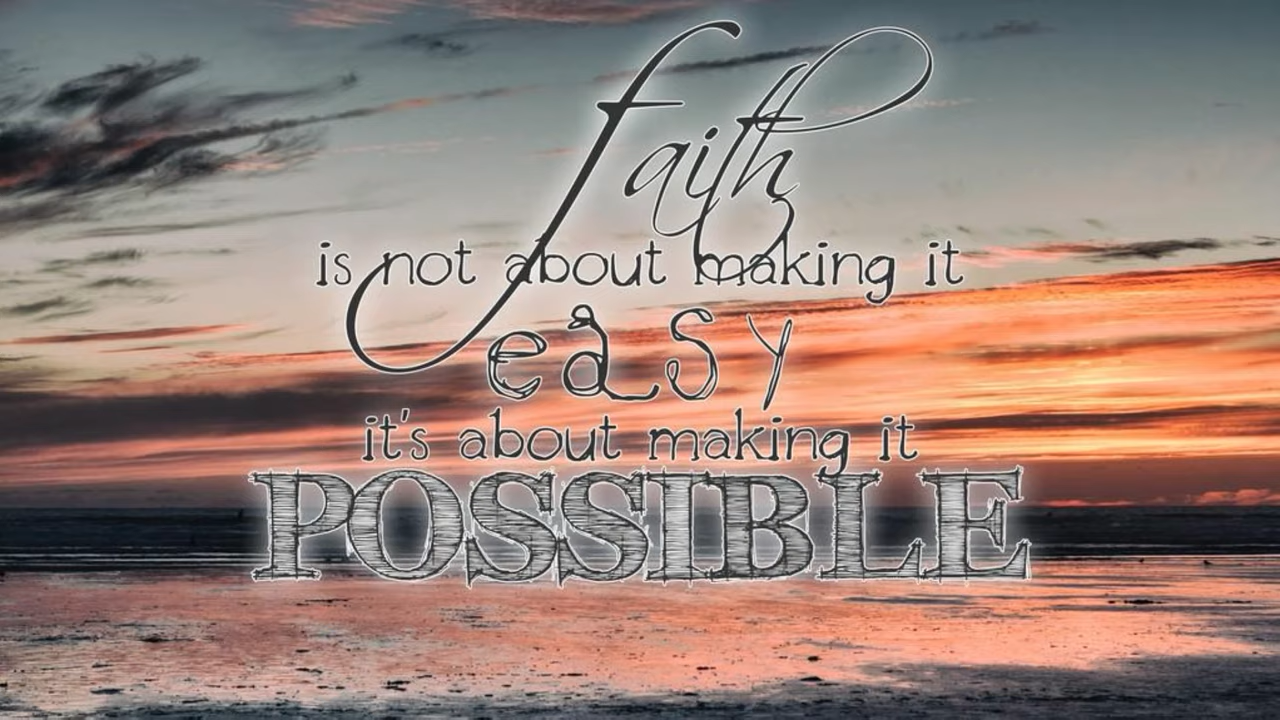 faith
is not about making it
easy
it's about making it
POSSIBLE